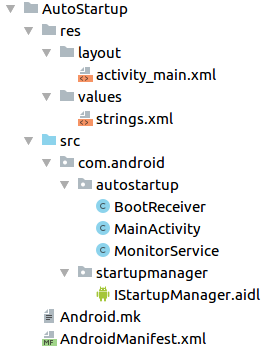 AutoStartup
res
layout
activity_main.xml
values
strings.xml
src
com.android
autostartup
C BootReceiver
C MainActivity
C MonitorService
startupmanager
IStartupManager.aidl
Android.mk
MF AndroidManifest.xml